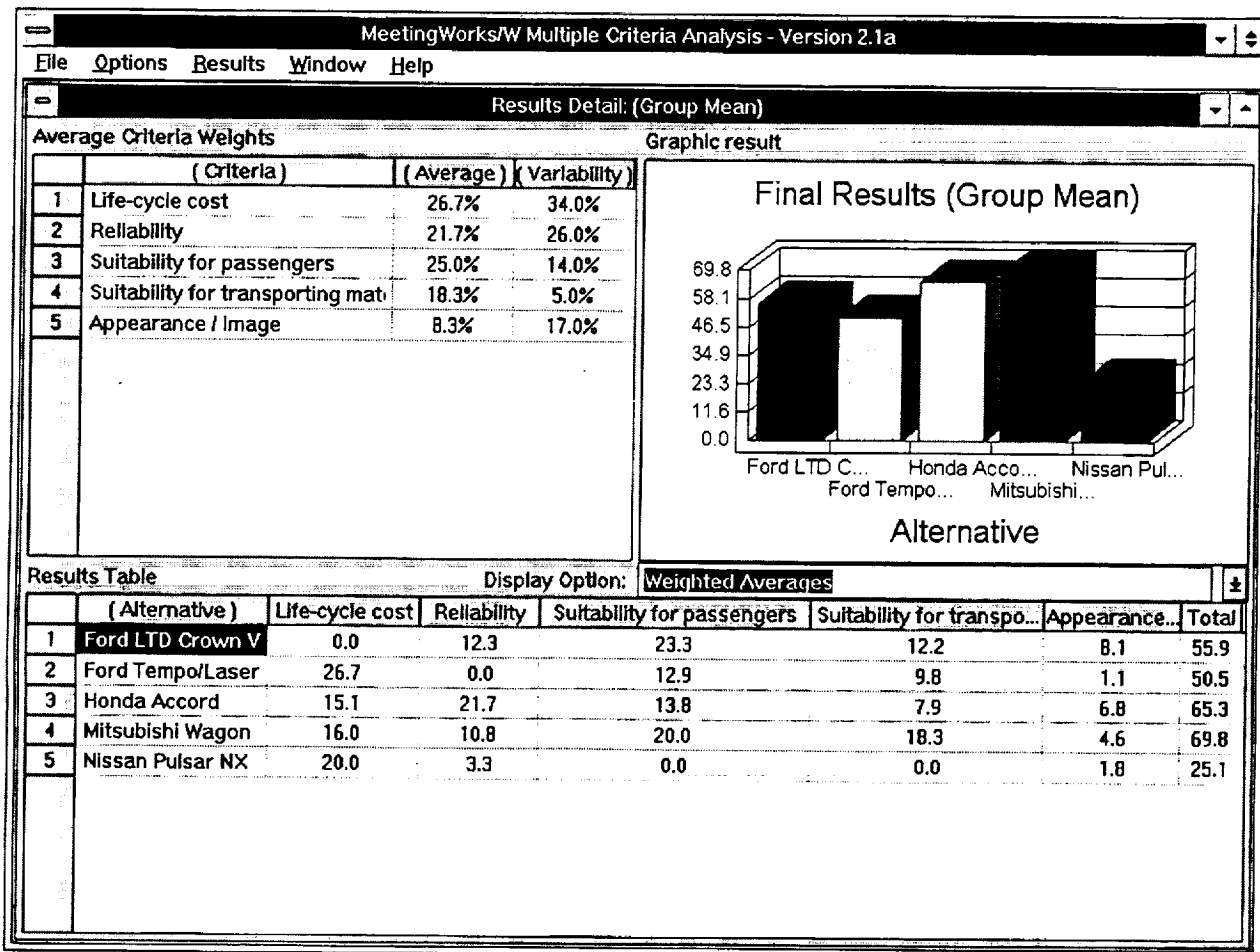 MeetingWorks/W Multiple Criteria Analysis - Version 2.1a
File Options Results Window Help
Results Detail: (Group Mean)
Average Criteria Weights
( Criteria ) ( Average ) ( Variability )
1 Life-cycle cost 26.7% 34.0%
2 Reliability 21.7% 26.0%
3 Suitability for passengers 25.0% 14.0%
4 Suitability for transporting mat 18.3% 5.0%
5 Appearance / Image 8.3% 17.0%
Graphic result
Final Results (Group Mean)
69.8
58.1
46.5
34.9
23.3
11.6
0.0
Ford LTD C... Honda Acco... Nissan Pul...
Ford Tempo... Mitsubishi...
Alternative
Results Table Display Option: Weighted Averages
( Alternative ) Life-cycle cost Reliability Suitability for passengers Suitability for transpo... Appearance... Total
1 Ford LTD Crown V 0.0 12.3 23.3 12.2 8.1 55.9
2 Ford Tempo/Laser 26.7 0.0 12.9 9.8 1.1 50.5
3 Honda Accord 15.1 21.7 13.8 7.9 6.8 65.3
4 Mitsubishi Wagon 16.0 10.8 20.0 18.3 4.6 69.8
5 Nissan Pulsar NX 20.0 3.3 0.0 0.0 1.8 25.1